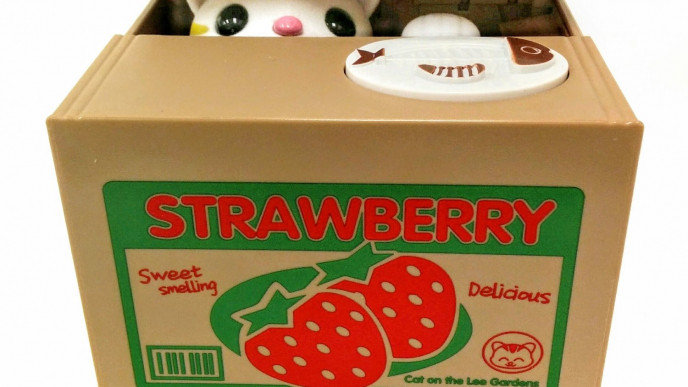 STRAWBERRY
Sweet
smelling
Delicious
Cat on the Lee Gardens